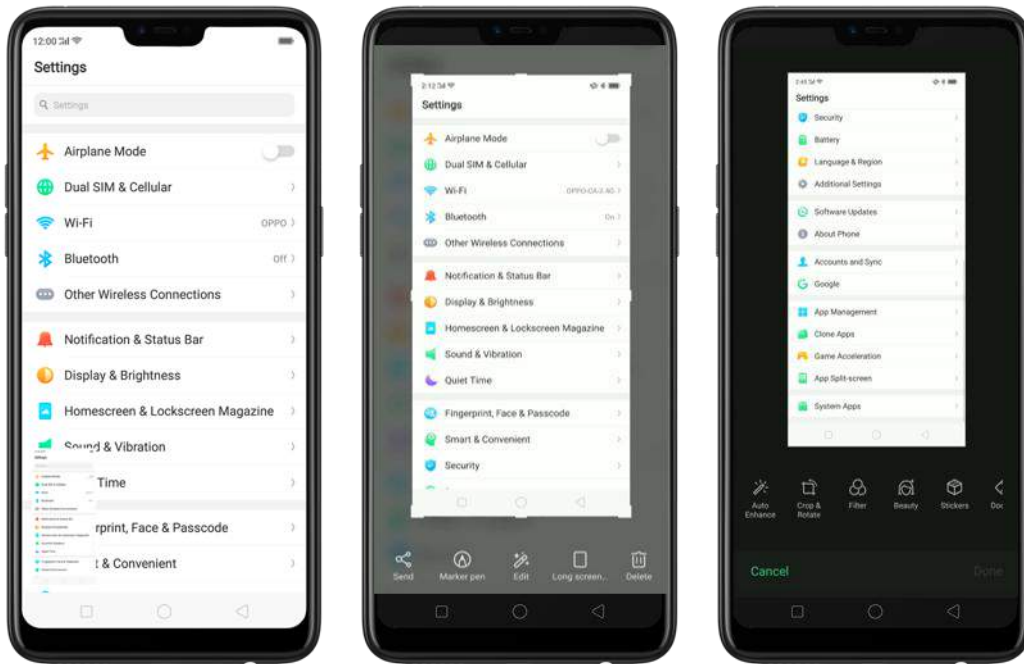 12:00
Settings
Settings
Airplane Mode
Dual SIM & Cellular
Wi-Fi OPPO
Bluetooth Off
Other Wireless Connections
Notification & Status Bar
Display & Brightness
Homescreen & Lockscreen Magazine
Sound & Vibration
Time
rprint, Face & Passcode
t & Convenient
2:12
Settings
Airplane Mode
Dual SIM & Cellular
Wi-Fi
Bluetooth On
Other Wireless Connections
Notification & Status Bar
Display & Brightness
Homescreen & Lockscreen Magazine
Sound & Vibration
Quiet Time
Fingerprint, Face & Passcode
Smart & Convenient
Security
Send
Marker pen
Edit
Long screen...
Delete
Settings
Security
Battery
Language & Region
Additional Settings
Software Updates
About Phone
Accounts and Sync
Google
App Management
Clone Apps
Game Acceleration
App Split-screen
System Apps
Auto Enhance
Crop & Rotate
Filter
Beauty
Stickers
Doo
Cancel
Done